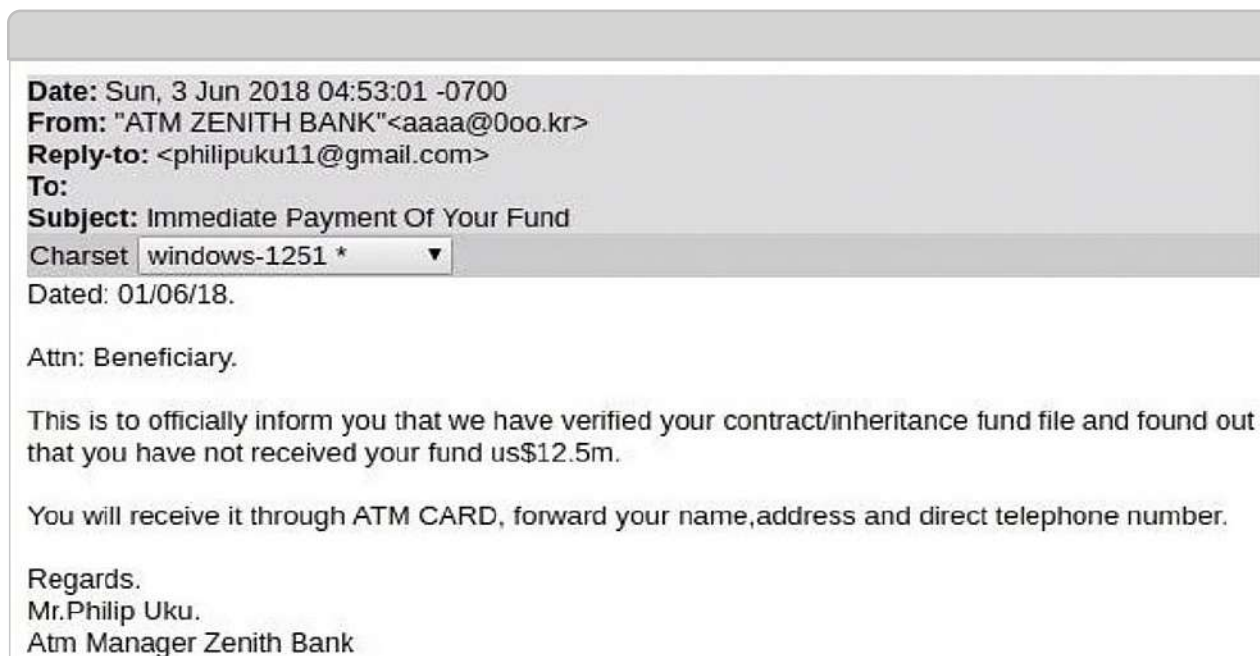 Date: Sun, 3 Jun 2018 04:53:01 -0700
From: "ATM ZENITH BANK"<aaaa@0oo.kr>
Reply-to: <philipuku11@gmail.com>
To:
Subject: Immediate Payment Of Your Fund
Charset windows-1251 *
Dated: 01/06/18.
Attn: Beneficiary.
This is to officially inform you that we have verified your contract/inheritance fund file and found out
that you have not received your fund us$12.5m.
You will receive it through ATM CARD, forward your name,address and direct telephone number.
Regards.
Mr.Philip Uku.
Atm Manager Zenith Bank